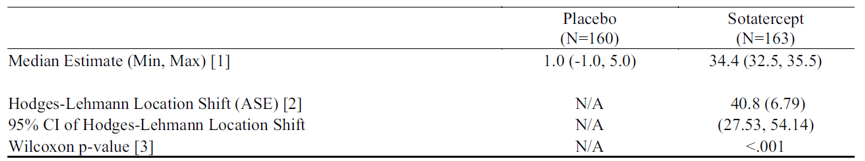 Placebo Sotatercept
(N=160) (N=163)
Median Estimate (Min, Max) [1] 1.0 (-1.0, 5.0) 34.4 (32.5, 35.5)
Hodges-Lehmann Location Shift (ASE) [2] N/A 40.8 (6.79)
95% CI of Hodges-Lehmann Location Shift N/A (27.53, 54.14)
Wilcoxon p-value [3] N/A <.001